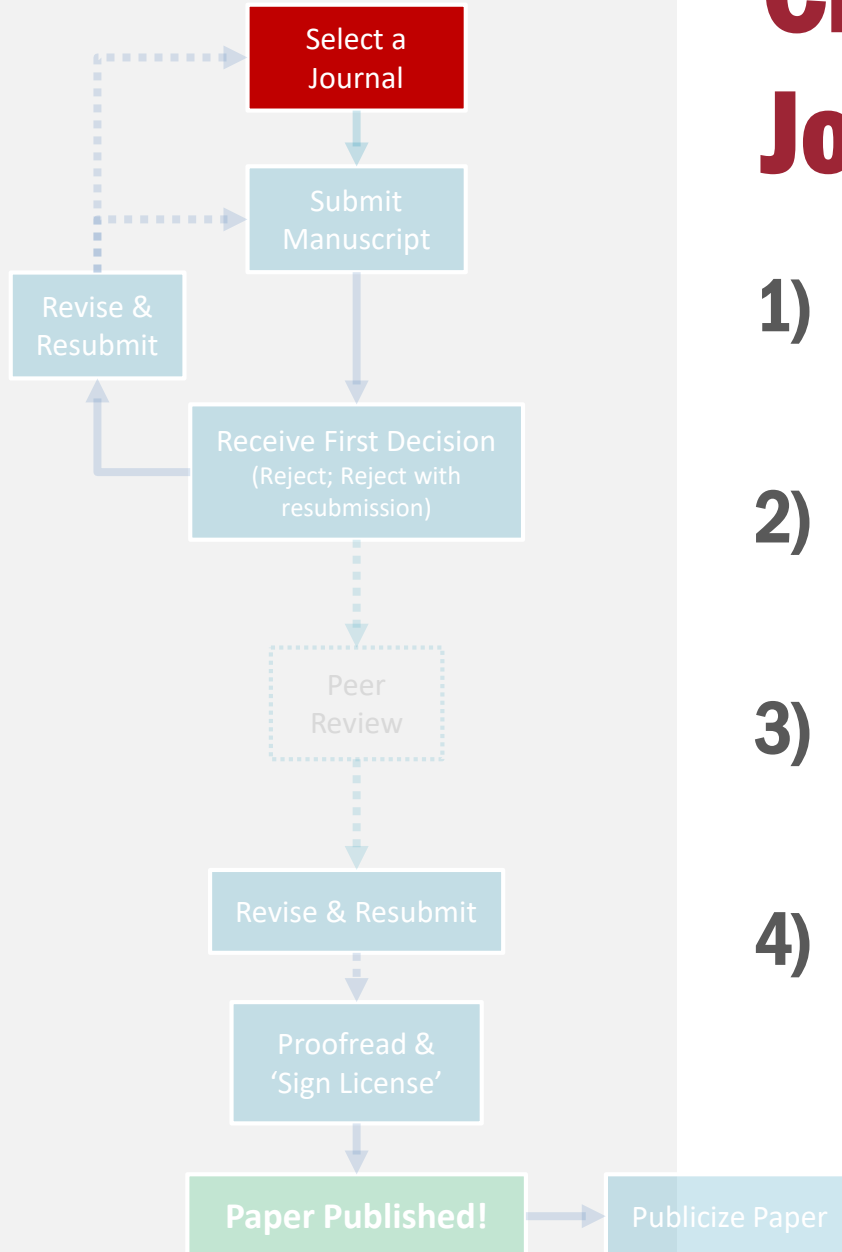 Select a
Journal
Submit
Manuscript
Revise &
Resubmit
Receive First Decision
(Reject; Reject with
resubmission)
Peer
Review
Revise & Resubmit
Proofread &
‘Sign License’
Paper Published!
Publicize Paper
Jo
1)
2)
3)
4)